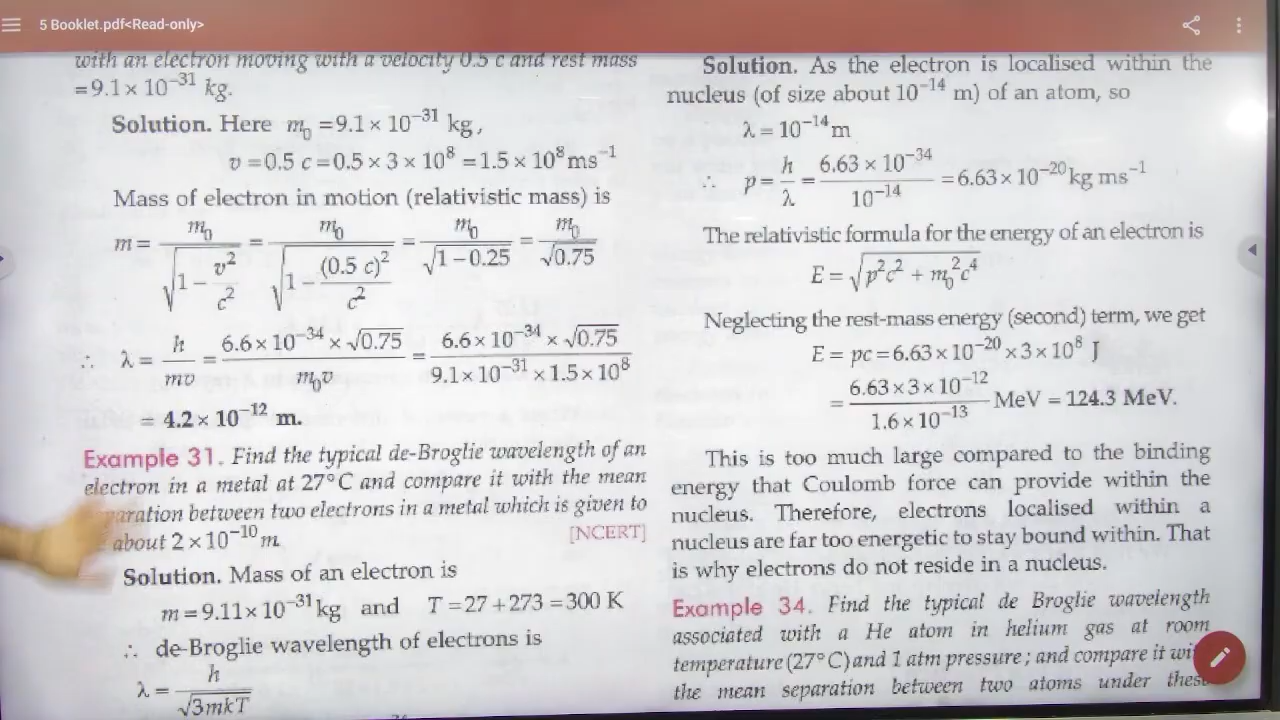 5 Booklet.pdf<Read-only>
with an electron moving with a velocity 0.5 c and rest mass
= 9.1 × 10⁻³¹ kg.
Solution. Here m₀ = 9.1 × 10⁻³¹ kg,
v = 0.5 c = 0.5 × 3 × 10⁸ = 1.5 × 10⁸ ms⁻¹
Mass of electron in motion (relativistic mass) is
m = m₀ / √(1 − v²/c²) = m₀ / √(1 − (0.5 c)²/c²) = m₀ / √(1 − 0.25) = m₀ / √0.75
∴ λ = h / mv = 6.6 × 10⁻³⁴ × √0.75 / m₀v = 6.6 × 10⁻³⁴ × √0.75 / 9.1 × 10⁻³¹ × 1.5 × 10⁸
= 4.2 × 10⁻¹² m.
Example 31. Find the typical de-Broglie wavelength of an
electron in a metal at 27°C and compare it with the mean
paration between two electrons in a metal which is given to
about 2 × 10⁻¹⁰ m
[NCERT]
Solution. Mass of an electron is
m = 9.11 × 10⁻³¹ kg and T = 27 + 273 = 300 K
∴ de-Broglie wavelength of electrons is
λ = h / √3mkT
Solution. As the electron is localised within the
nucleus (of size about 10⁻¹⁴ m) of an atom, so
λ = 10⁻¹⁴ m
∴ p = h / λ = 6.63 × 10⁻³⁴ / 10⁻¹⁴ = 6.63 × 10⁻²⁰ kg ms⁻¹
The relativistic formula for the energy of an electron is
E = √(p²c² + m₀²c⁴)
Neglecting the rest-mass energy (second) term, we get
E = pc = 6.63 × 10⁻²⁰ × 3 × 10⁸ J
= 6.63 × 3 × 10⁻¹² / 1.6 × 10⁻¹³ MeV = 124.3 MeV.
This is too much large compared to the binding
energy that Coulomb force can provide within the
nucleus. Therefore, electrons localised within a
nucleus are far too energetic to stay bound within. That
is why electrons do not reside in a nucleus.
Example 34. Find the typical de Broglie wavelength
associated with a He atom in helium gas at room
temperature (27°C) and 1 atm pressure; and compare it wi
the mean separation between two atoms under these